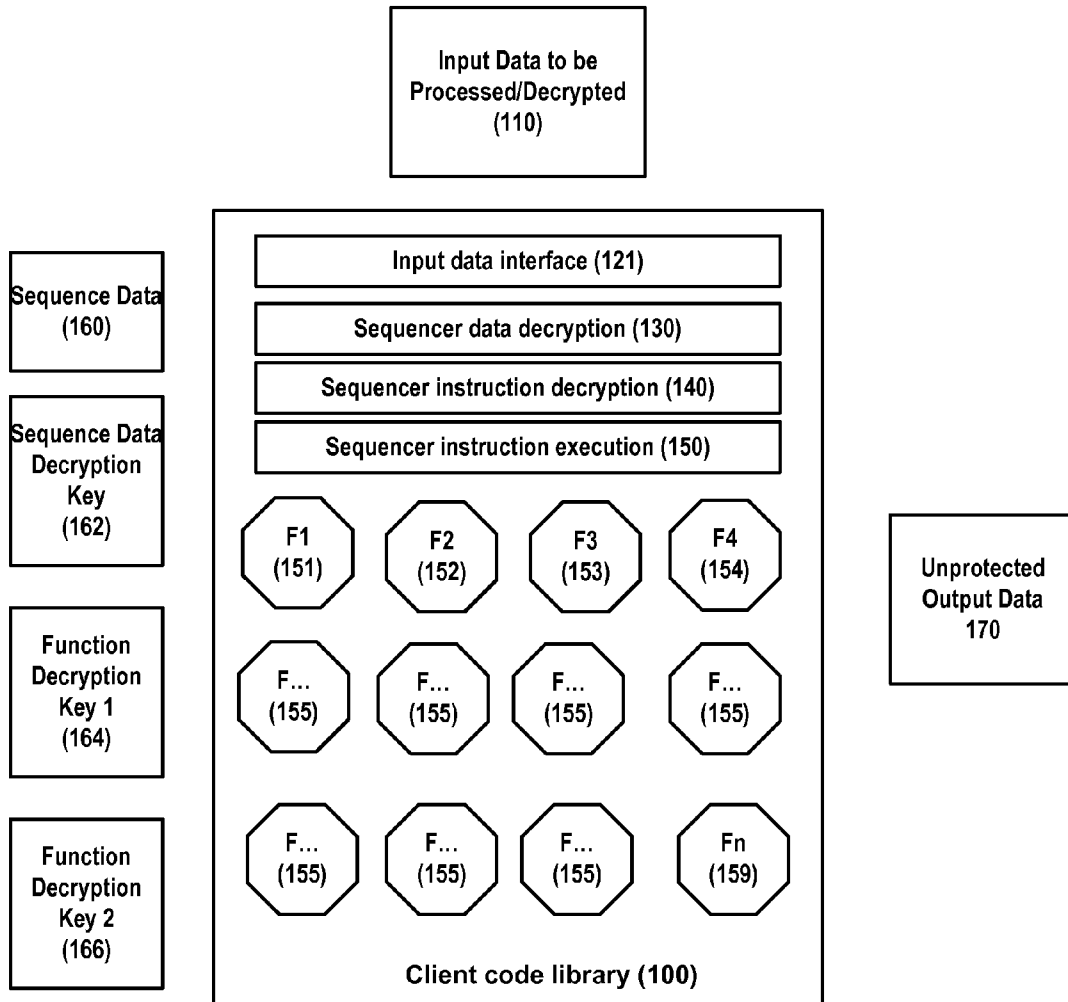 Input Data to be
Processed/Decrypted
(110)
Input data interface (121)
Sequencer data decryption (130)
Sequencer instruction decryption (140)
Sequencer instruction execution (150)
Sequence Data
(160)
Sequence Data
Decryption
Key
(162)
Function
Decryption
Key 1
(164)
Function
Decryption
Key 2
(166)
F1
(151)
F2
(152)
F3
(153)
F4
(154)
F...
(155)
F...
(155)
F...
(155)
F...
(155)
F...
(155)
F...
(155)
F...
(155)
Fn
(159)
Client code library (100)
Unprotected
Output Data
170